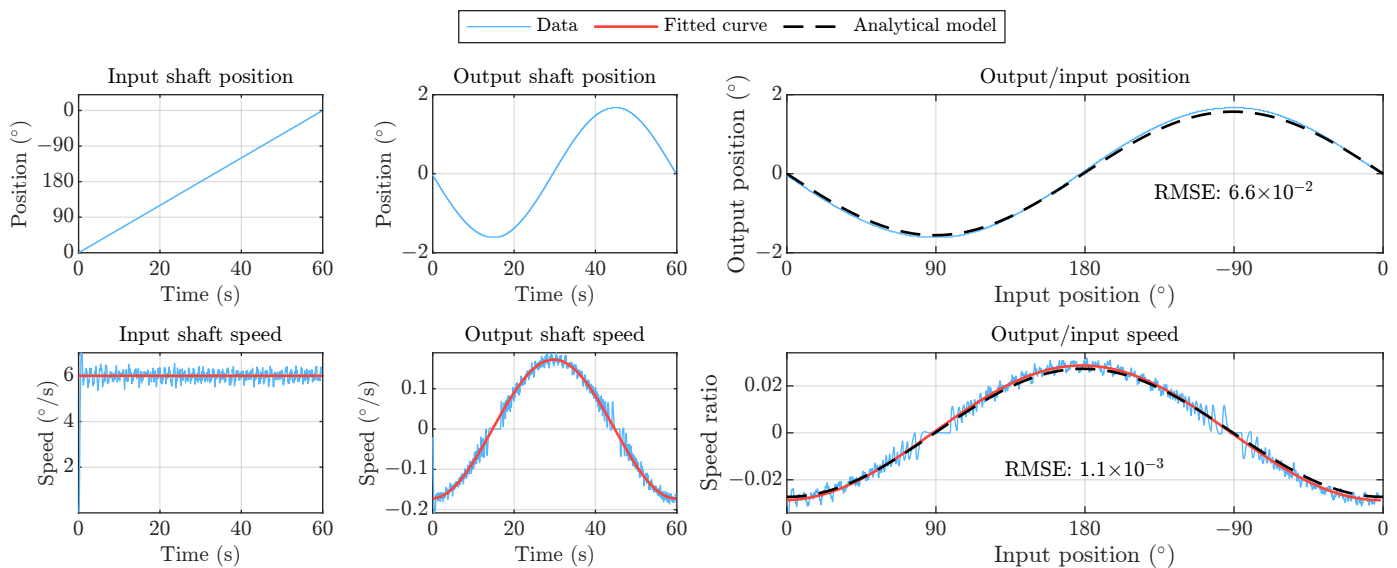 Data Fitted curve Analytical model
Input shaft position
Position (°)
0
−90
180
90
0
0 20 40 60
Time (s)
Output shaft position
Position (°)
2
0
−2
0 20 40 60
Time (s)
Output/input position
Output position (°)
2
0
−2
RMSE: 6.6×10⁻²
0 90 180 −90 0
Input position (°)
Input shaft speed
Speed (°/s)
6
4
2
0 20 40 60
Time (s)
Output shaft speed
Speed (°/s)
0.1
0
−0.1
−0.2
0 20 40 60
Time (s)
Output/input speed
Speed ratio
0.02
0
−0.02
RMSE: 1.1×10⁻³
0 90 180 −90 0
Input position (°)